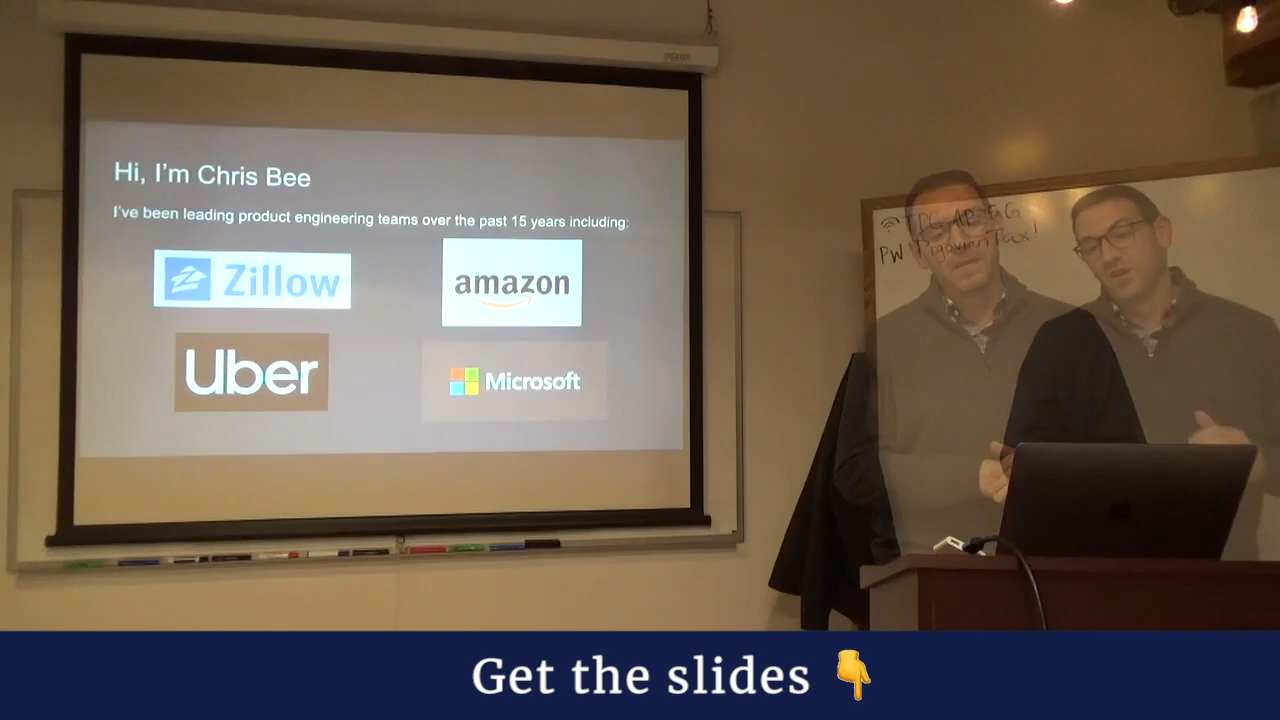 Hi, I'm Chris Bee
I've been leading product engineering teams over the past 15 years including:
Zillow
amazon
Uber
Microsoft
PW
Get the slides 👇